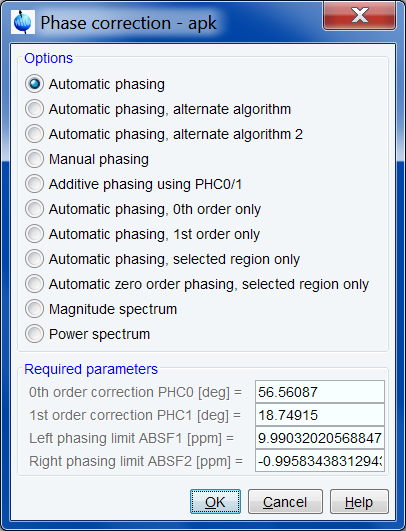 Phase correction - apk
Options
Automatic phasing
Automatic phasing, alternate algorithm
Automatic phasing, alternate algorithm 2
Manual phasing
Additive phasing using PHC0/1
Automatic phasing, 0th order only
Automatic phasing, 1st order only
Automatic phasing, selected region only
Automatic zero order phasing, selected region only
Magnitude spectrum
Power spectrum
Required parameters
0th order correction PHC0 [deg] = 56.56087
1st order correction PHC1 [deg] = 18.74915
Left phasing limit ABSF1 [ppm] = 9.99032020568847
Right phasing limit ABSF2 [ppm] = -0.9958343831294
OK Cancel Help